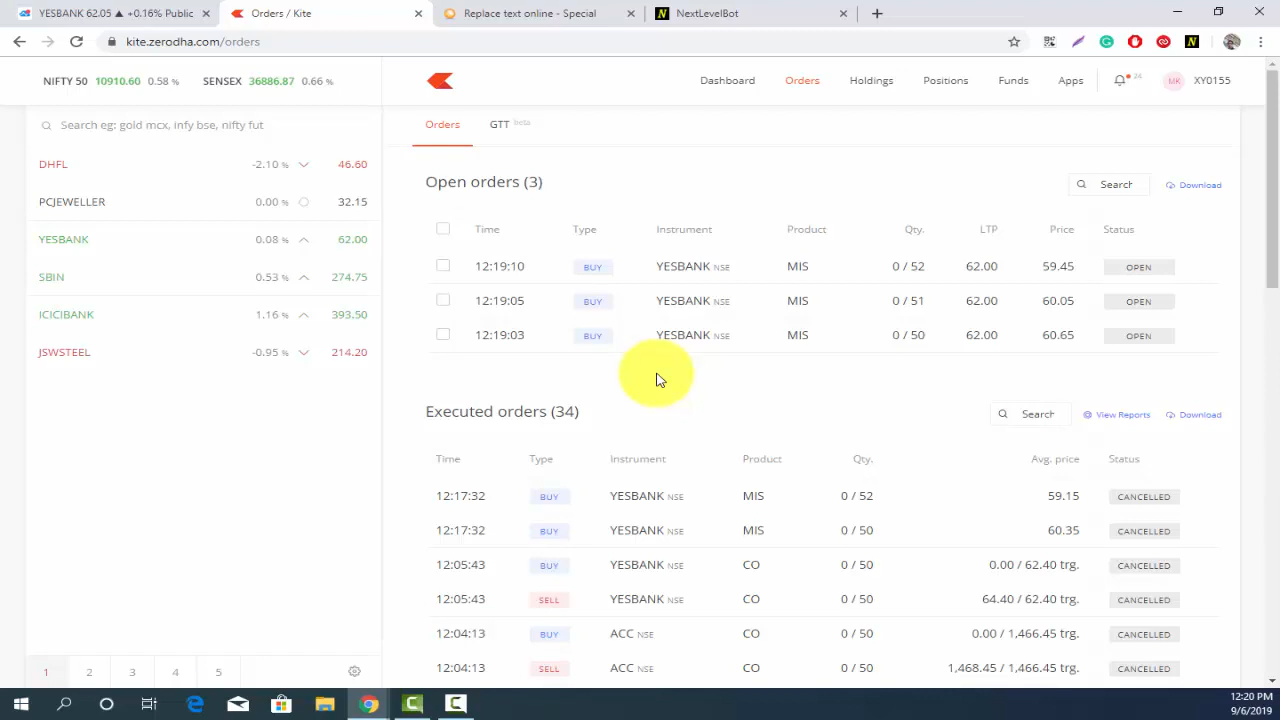 YESBANK 62.05 ▲ +0.16% Public
Orders / Kite
Replace text online - Special
NextLevelBot
kite.zerodha.com/orders
NIFTY 50 10910.60 0.58 %
SENSEX 36886.87 0.66 %
Dashboard
Orders
Holdings
Positions
Funds
Apps
24
MK
XY0155
Search eg: gold mcx, infy bse, nifty fut
DHFL -2.10 % 46.60
PCJEWELLER 0.00 % 32.15
YESBANK 0.08 % 62.00
SBIN 0.53 % 274.75
ICICIBANK 1.16 % 393.50
JSWSTEEL -0.95 % 214.20
1 2 3 4 5
Orders
GTT beta
Open orders (3)
Search
Download
Time Type Instrument Product Qty. LTP Price Status
12:19:10 BUY YESBANK NSE MIS 0 / 52 62.00 59.45 OPEN
12:19:05 BUY YESBANK NSE MIS 0 / 51 62.00 60.05 OPEN
12:19:03 BUY YESBANK NSE MIS 0 / 50 62.00 60.65 OPEN
Executed orders (34)
Search
View Reports
Download
Time Type Instrument Product Qty. Avg. price Status
12:17:32 BUY YESBANK NSE MIS 0 / 52 59.15 CANCELLED
12:17:32 BUY YESBANK NSE MIS 0 / 50 60.35 CANCELLED
12:05:43 BUY YESBANK NSE CO 0 / 50 0.00 / 62.40 trg. CANCELLED
12:05:43 SELL YESBANK NSE CO 0 / 50 64.40 / 62.40 trg. CANCELLED
12:04:13 BUY ACC NSE CO 0 / 50 0.00 / 1,466.45 trg. CANCELLED
12:04:13 SELL ACC NSE CO 0 / 50 1,468.45 / 1,466.45 trg. CANCELLED
12:20 PM
9/6/2019